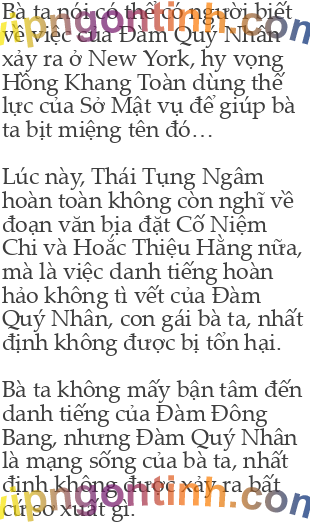 Bà ta nói có thể có người biết
về việc của Đàm Quý Nhân
xảy ra ở New York, hy vọng
Hồng Khang Toàn dùng thế
lực của Sở Mật vụ để giúp bà
ta bịt miệng tên đó…
Lúc này, Thái Tụng Ngâm
hoàn toàn không còn nghĩ về
đoạn văn bịa đặt Cố Niệm
Chi và Hoắc Thiệu Hằng nữa,
mà là việc danh tiếng hoàn
hảo không tì vết của Đàm
Quý Nhân, con gái bà ta, nhất
định không được bị tổn hại.
Bà ta không mấy bận tâm đến
danh tiếng của Đàm Đông
Bang, nhưng Đàm Quý Nhân
là mạng sống của bà ta, nhất
định không được xảy ra bất
cứ sơ xuất gì.
vipngontinh.com
vipngontinh.com